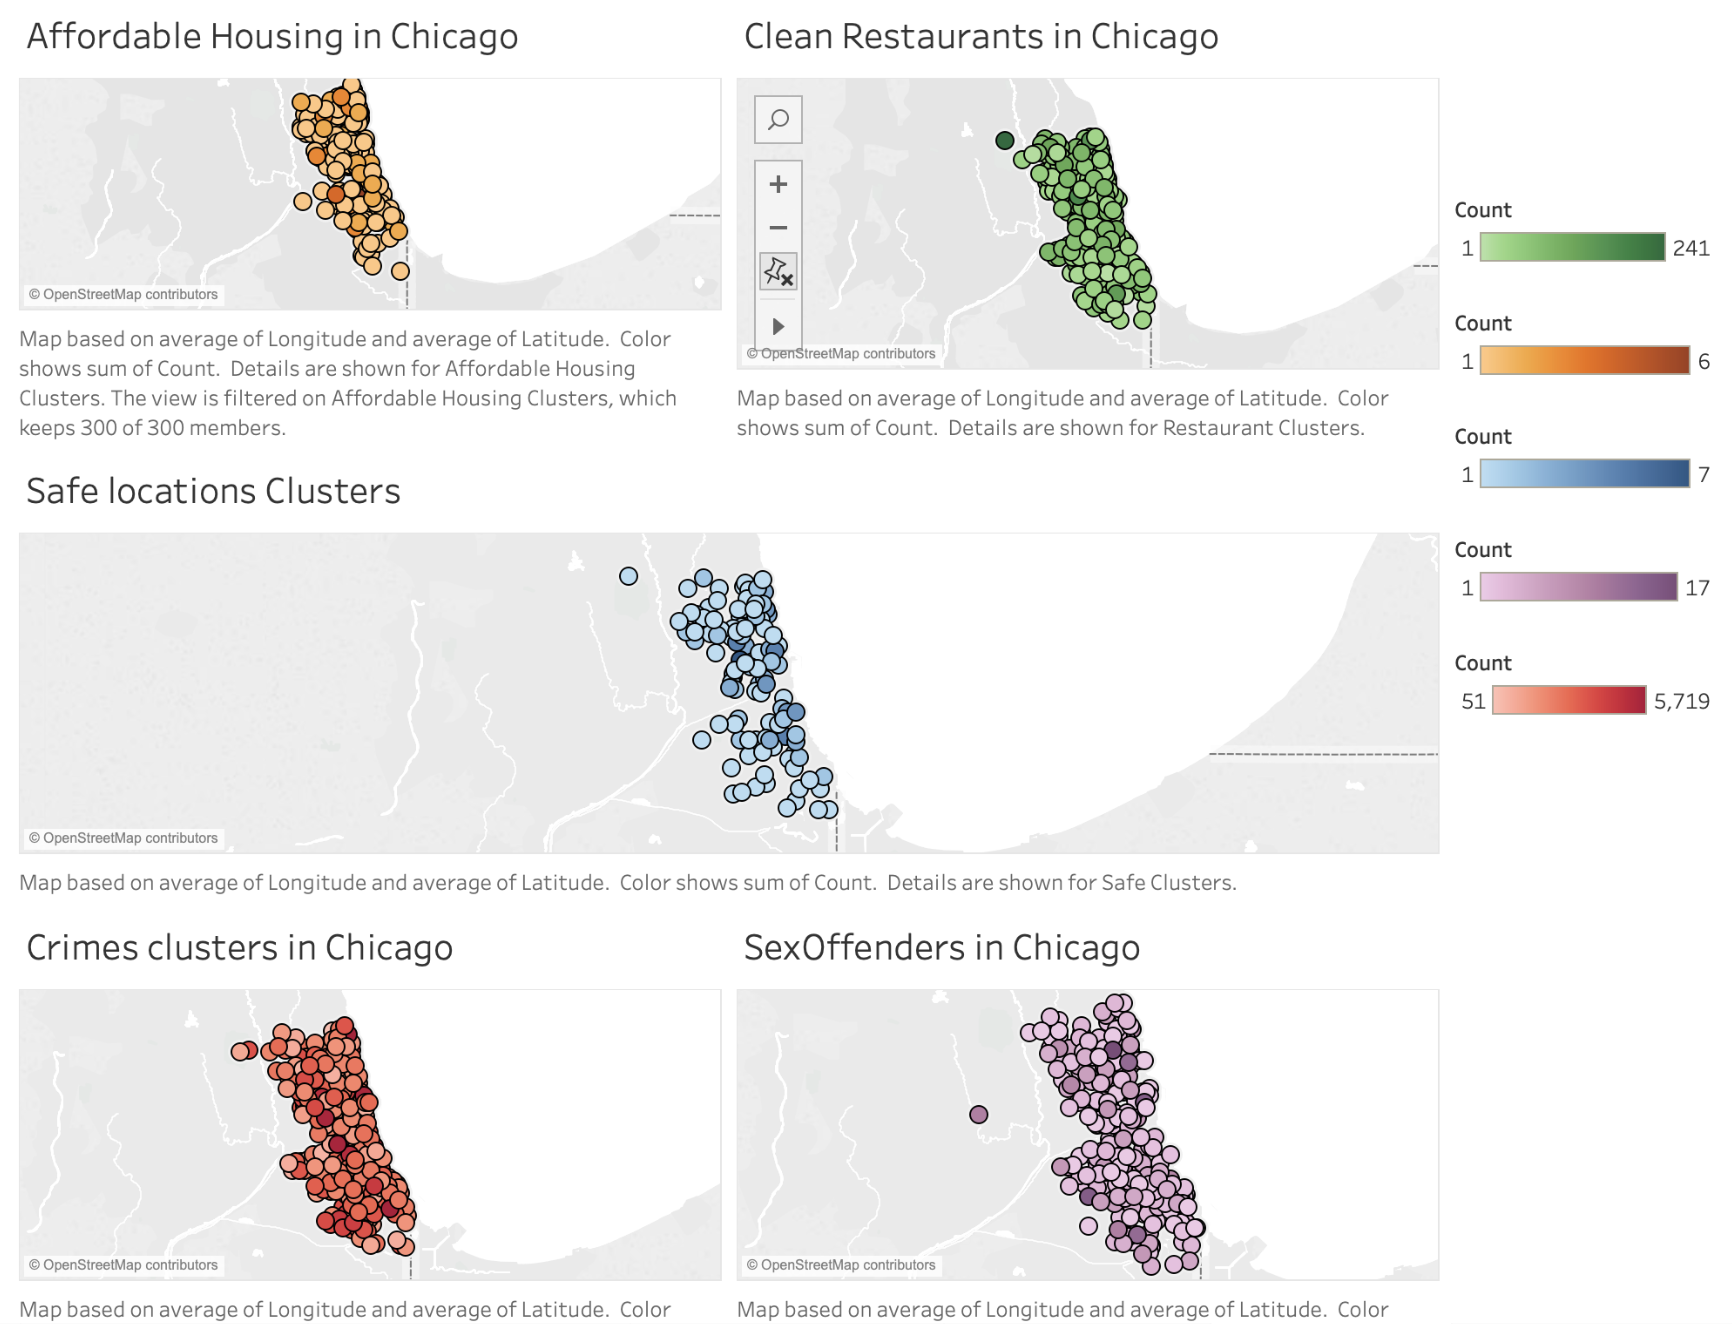 Affordable Housing in Chicago
© OpenStreetMap contributors
Map based on average of Longitude and average of Latitude.  Color
shows sum of Count.  Details are shown for Affordable Housing
Clusters. The view is filtered on Affordable Housing Clusters, which
keeps 300 of 300 members.
Clean Restaurants in Chicago
© OpenStreetMap contributors
Map based on average of Longitude and average of Latitude.  Color
shows sum of Count.  Details are shown for Restaurant Clusters.
Count
1 241
Count
1 6
Count
1 7
Count
1 17
Count
51 5,719
Safe locations Clusters
© OpenStreetMap contributors
Map based on average of Longitude and average of Latitude.  Color shows sum of Count.  Details are shown for Safe Clusters.
Crimes clusters in Chicago
© OpenStreetMap contributors
Map based on average of Longitude and average of Latitude.  Color
SexOffenders in Chicago
© OpenStreetMap contributors
Map based on average of Longitude and average of Latitude.  Color